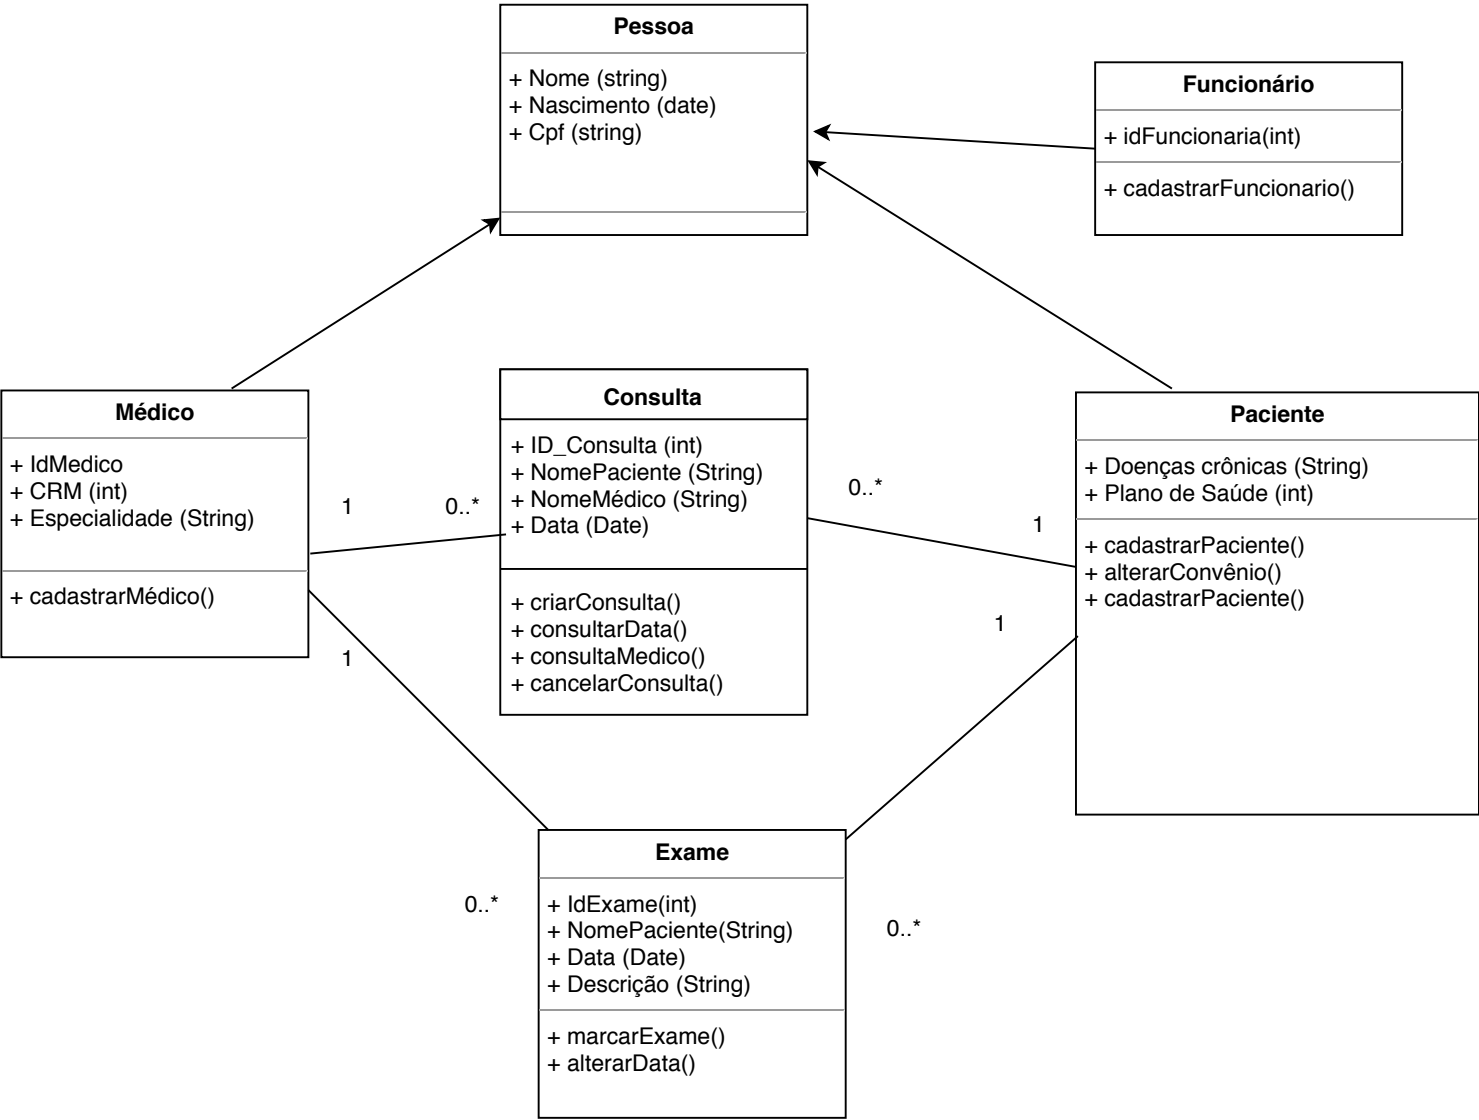 Pessoa
+ Nome (string)
+ Nascimento (date)
+ Cpf (string)
Funcionário
+ idFuncionaria(int)
+ cadastrarFuncionario()
Médico
+ IdMedico
+ CRM (int)
+ Especialidade (String)
+ cadastrarMédico()
1
0..*
1
Consulta
+ ID_Consulta (int)
+ NomePaciente (String)
+ NomeMédico (String)
+ Data (Date)
+ criarConsulta()
+ consultarData()
+ consultaMedico()
+ cancelarConsulta()
0..*
1
1
Paciente
+ Doenças crônicas (String)
+ Plano de Saúde (int)
+ cadastrarPaciente()
+ alterarConvênio()
+ cadastrarPaciente()
0..*
Exame
+ IdExame(int)
+ NomePaciente(String)
+ Data (Date)
+ Descrição (String)
+ marcarExame()
+ alterarData()
0..*